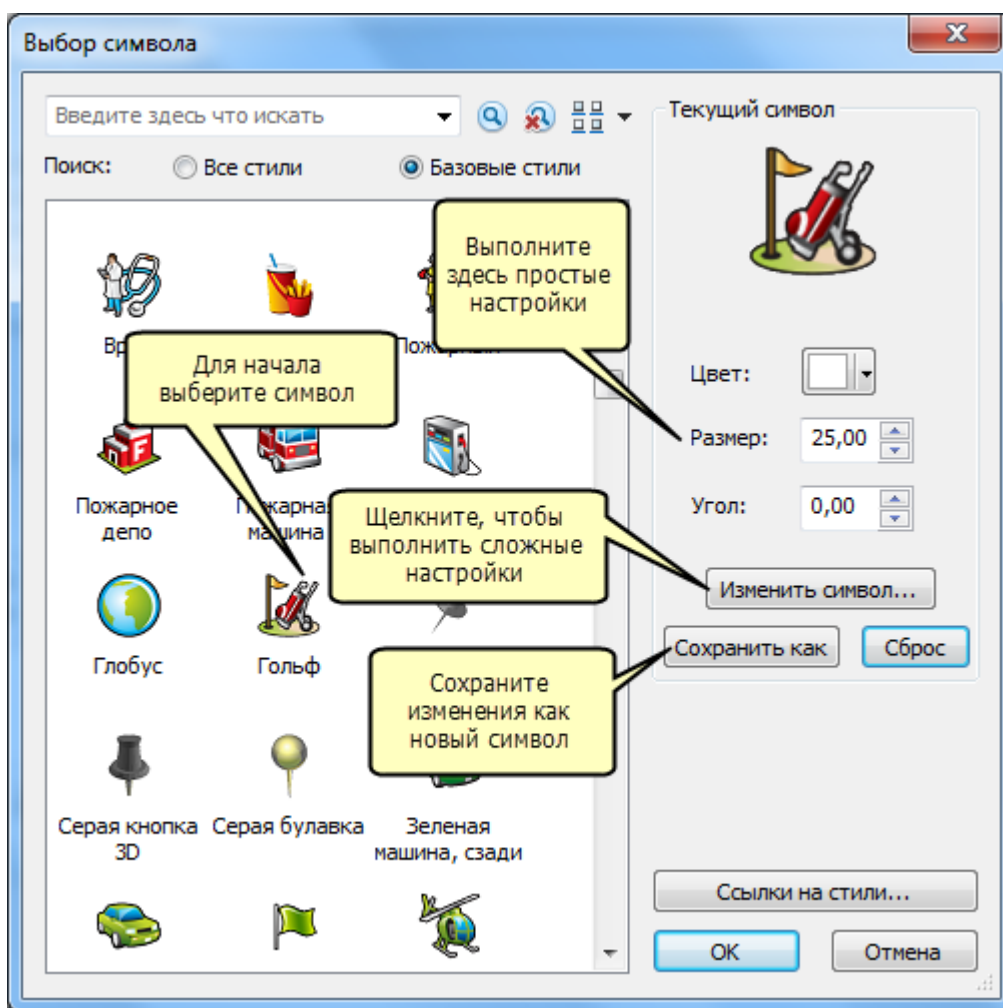 Выбор символа
Введите здесь что искать
Поиск:
Все стили
Базовые стили
Текущий символ
Выполните
здесь простые
настройки
Для начала
выберите символ
Цвет:
Размер: 25,00
Угол: 0,00
Пожарное
депо
машина
Щелкните, чтобы
выполнить сложные
настройки
Изменить символ...
Сохранить как
Сброс
Глобус
Гольф
Сохраните
изменения как
новый символ
Серая кнопка
3D
Серая булавка
Зеленая
машина, сзади
Ссылки на стили...
OK
Отмена